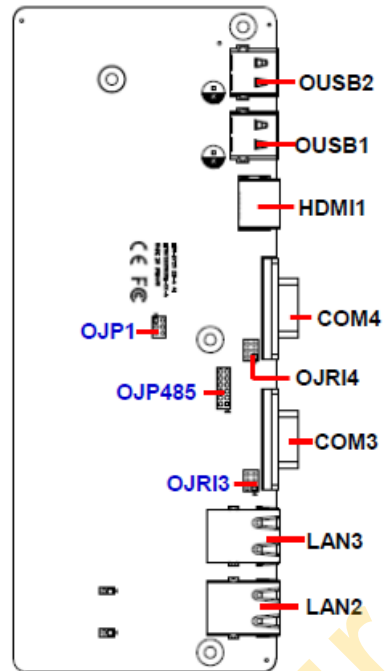 OUSB2
OUSB1
HDMI1
OJP1
COM4
OJRI4
OJP485
COM3
OJRI3
LAN3
LAN2